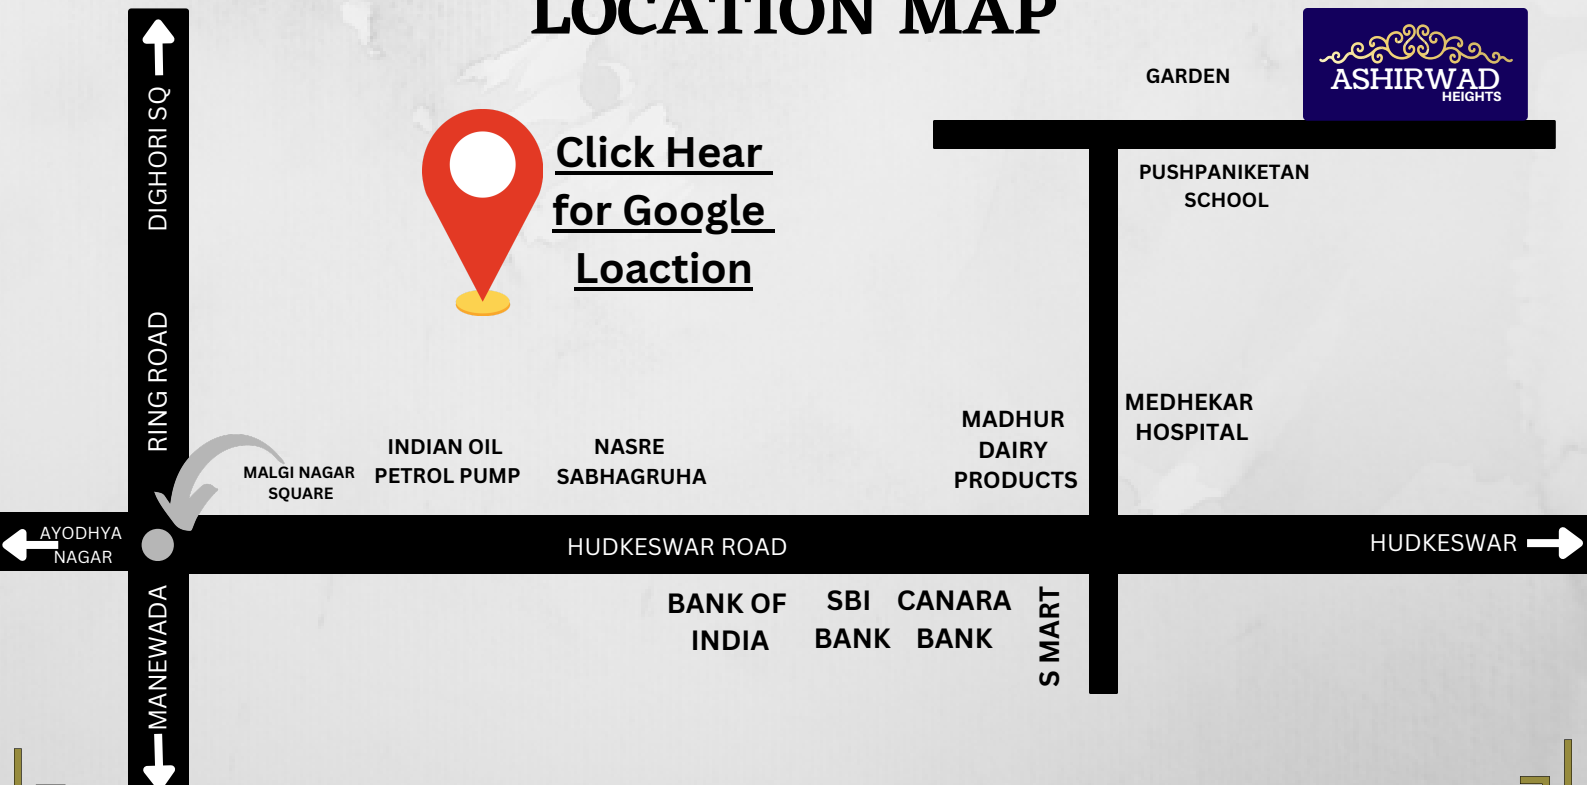 LOCATION MAP
ASHIRWAD
HEIGHTS
GARDEN
PUSHPANIKETAN
SCHOOL
DIGHORI SQ
RING ROAD
Click Hear
for Google
Loaction
MALGI NAGAR
SQUARE
INDIAN OIL
PETROL PUMP
NASRE
SABHAGRUHA
MADHUR
DAIRY
PRODUCTS
MEDHEKAR
HOSPITAL
AYODHYA
NAGAR
HUDKESWAR ROAD
HUDKESWAR
MANEWADA
BANK OF
INDIA
SBI
BANK
CANARA
BANK
S MART